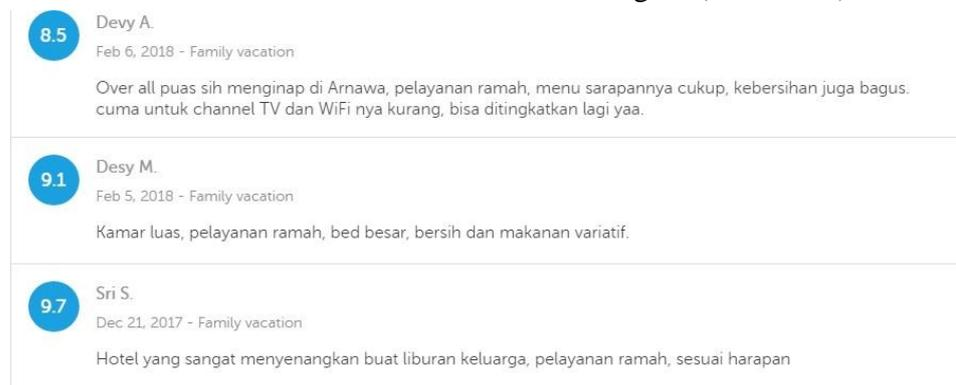 8.5
Devy A.
Feb 6, 2018 - Family vacation
Over all puas sih menginap di Arnawa, pelayanan ramah, menu sarapannya cukup, kebersihan juga bagus.
cuma untuk channel TV dan WiFi nya kurang, bisa ditingkatkan lagi yaa.
9.1
Desy M.
Feb 5, 2018 - Family vacation
Kamar luas, pelayanan ramah, bed besar, bersih dan makanan variatif.
9.7
Sri S.
Dec 21, 2017 - Family vacation
Hotel yang sangat menyenangkan buat liburan keluarga, pelayanan ramah, sesuai harapan